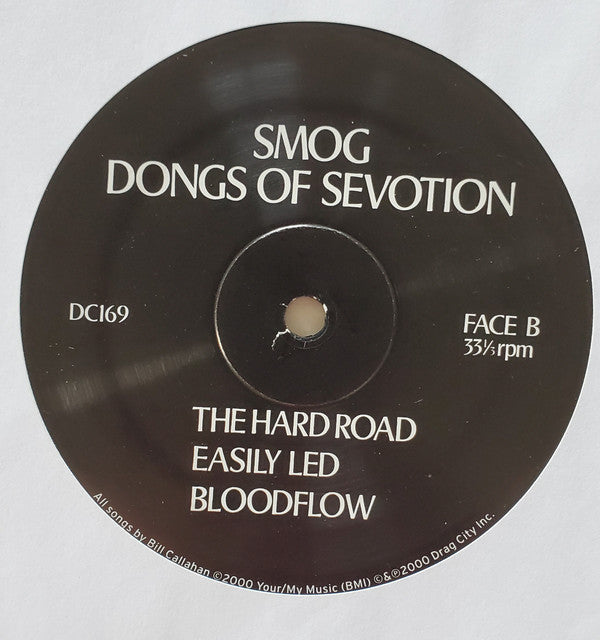 SMOG
DONGS OF SEVOTION
DC169
FACE B
33⅓ rpm
THE HARD ROAD
EASILY LED
BLOODFLOW
All songs by Bill Callahan ©2000 Your/My Music (BMI) ©&℗2000 Drag City Inc.